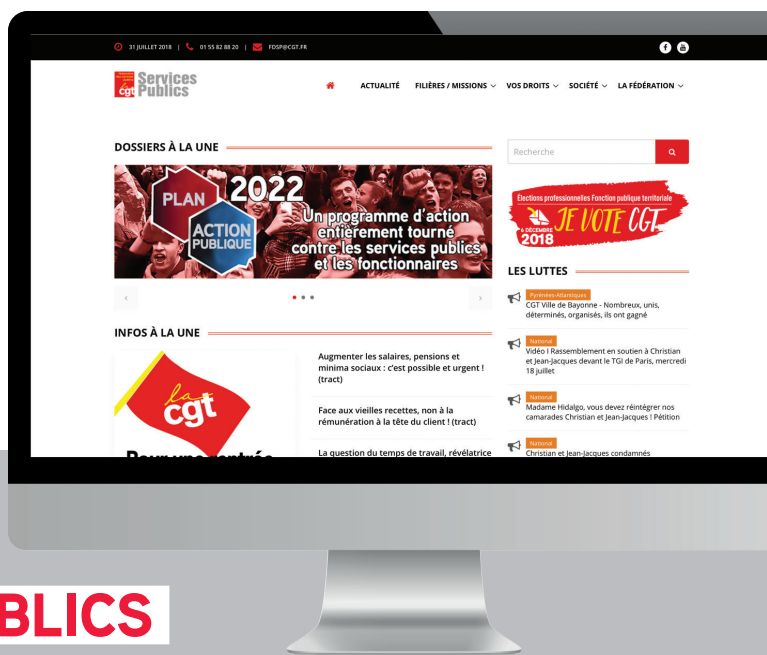 31 JUILLET 2018 | 01 55 82 88 20 | FDSP@CGT.FR
la cgt Services Publics
ACTUALITÉ FILIÈRES / MISSIONS VOS DROITS SOCIÉTÉ LA FÉDÉRATION
DOSSIERS À LA UNE
PLAN ACTION PUBLIQUE 2022
Un programme d'action
entièrement tourné
contre les services publics
et les fonctionnaires
INFOS À LA UNE
la
cgt
Augmenter les salaires, pensions et
minima sociaux : c'est possible et urgent !
(tract)
Face aux vieilles recettes, non à la
rémunération à la tête du client ! (tract)
La question du temps de travail, révélatrice
Recherche
Elections professionnelles Fonction publique territoriale
6 DÉCEMBRE
2018
JE VOTE CGT
LES LUTTES
Pyrénées-Atlantiques
CGT Ville de Bayonne - Nombreux, unis,
déterminés, organisés, ils ont gagné
National
Vidéo I Rassemblement en soutien à Christian
et Jean-Jacques devant le TGI de Paris, mercredi
18 juillet
National
Madame Hidalgo, vous devez réintégrer nos
camarades Christian et Jean-Jacques ! Pétition
National
Christian et Jean-Jacques condamnés
BLICS